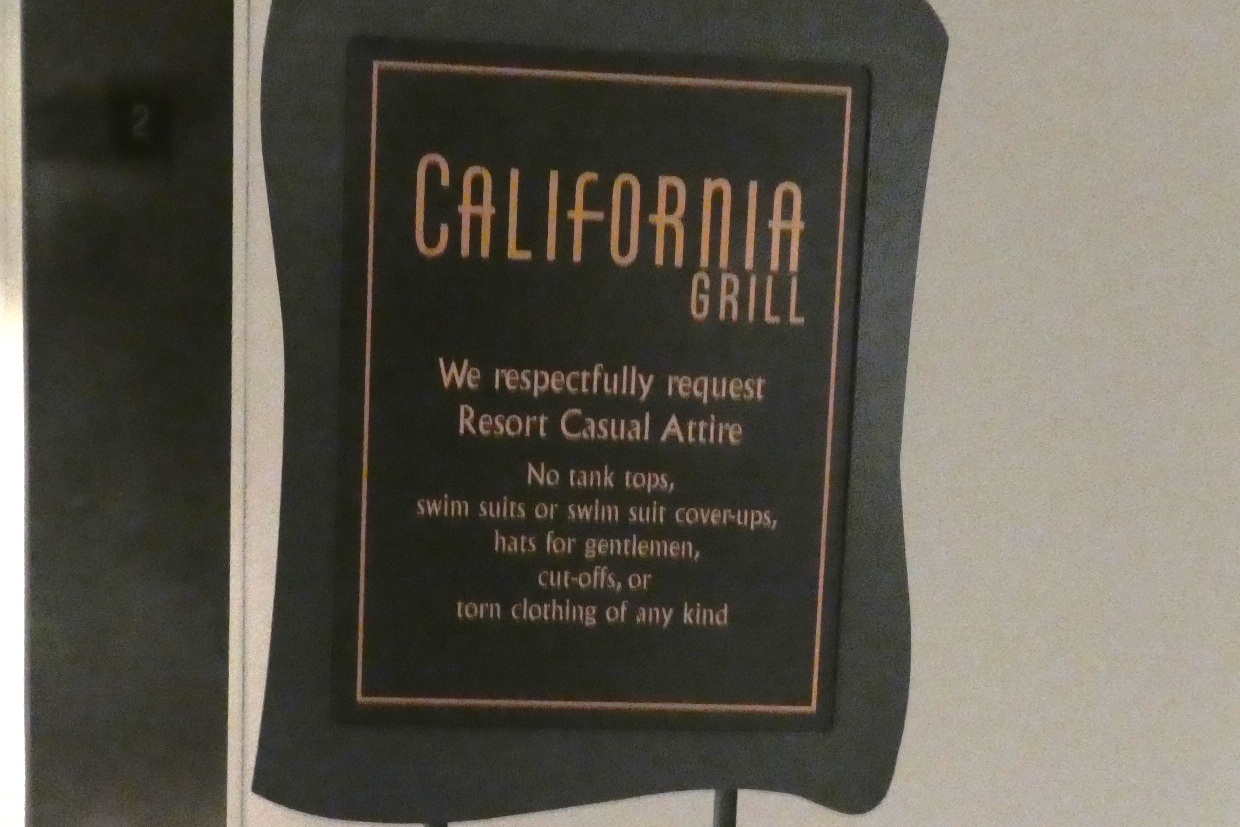 2
CALIFORNIA
GRILL
We respectfully request
Resort Casual Attire
No tank tops,
swim suits or swim suit cover-ups,
hats for gentlemen,
cut-offs, or
torn clothing of any kind